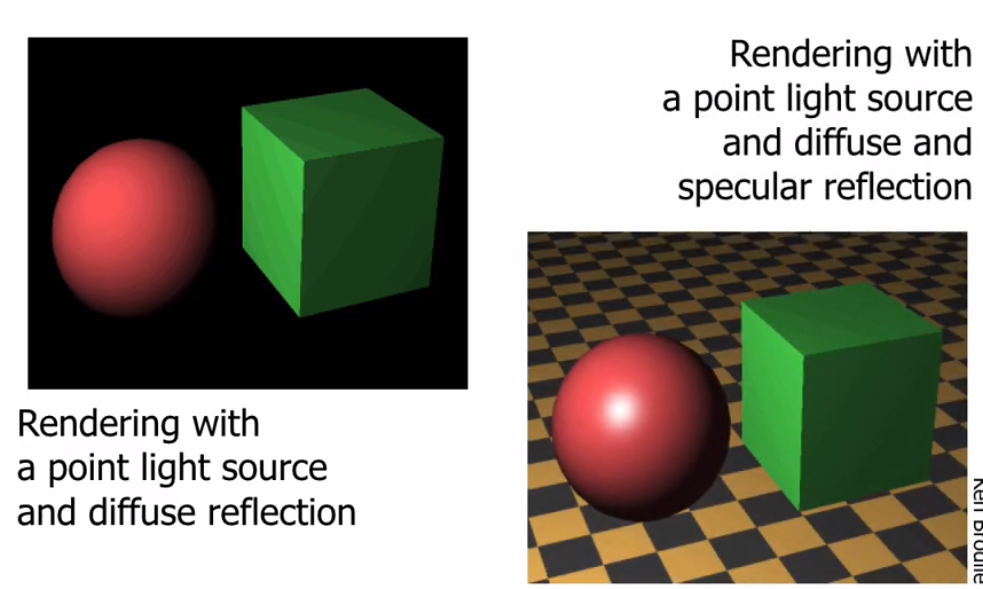 Rendering with
a point light source
and diffuse and
specular reflection
Rendering with
a point light source
and diffuse reflection
Ken Brodlie